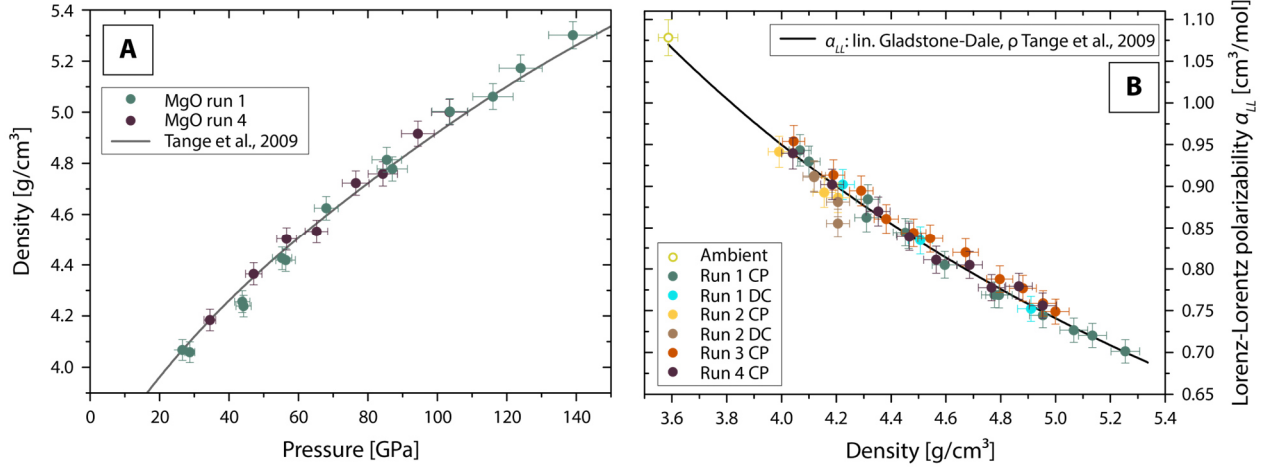 A
MgO run 1
MgO run 4
Tange et al., 2009
5.4
5.2
5.0
4.8
4.6
4.4
4.2
4.0
Density [g/cm³]
0 20 40 60 80 100 120 140
Pressure [GPa]
α_LL: lin. Gladstone-Dale, ρ Tange et al., 2009
B
Ambient
Run 1 CP
Run 1 DC
Run 2 CP
Run 2 DC
Run 3 CP
Run 4 CP
1.10
1.05
1.00
0.95
0.90
0.85
0.80
0.75
0.70
0.65
Lorenz-Lorentz polarizability α_LL [cm³/mol]
3.6 4.0 4.2 4.4 4.6 4.8 5.0 5.2 5.4
Density [g/cm³]